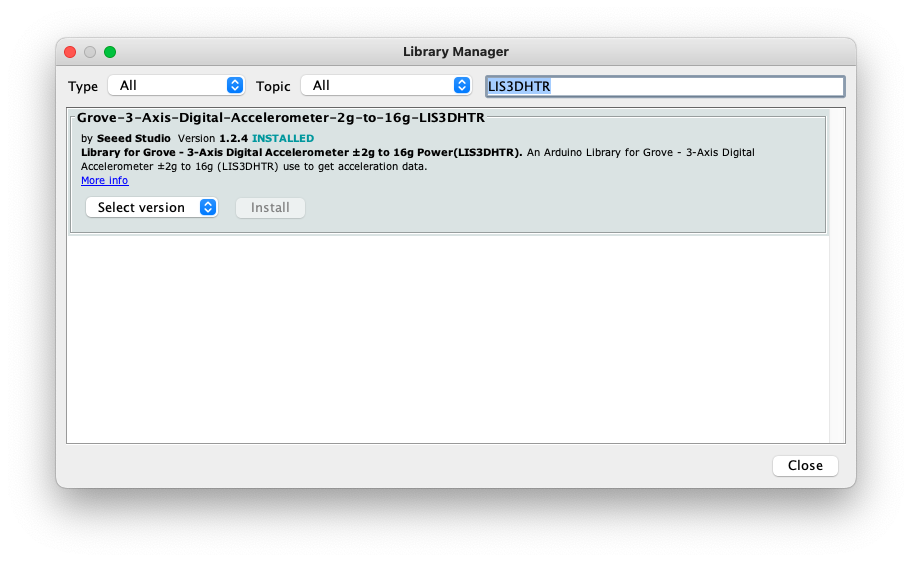 Library Manager
Type All Topic All LIS3DHTR
Grove-3-Axis-Digital-Accelerometer-2g-to-16g-LIS3DHTR
by Seeed Studio Version 1.2.4 INSTALLED
Library for Grove - 3-Axis Digital Accelerometer ±2g to 16g Power(LIS3DHTR). An Arduino Library for Grove - 3-Axis Digital
Accelerometer ±2g to 16g (LIS3DHTR) use to get acceleration data.
More info
Select version Install
Close